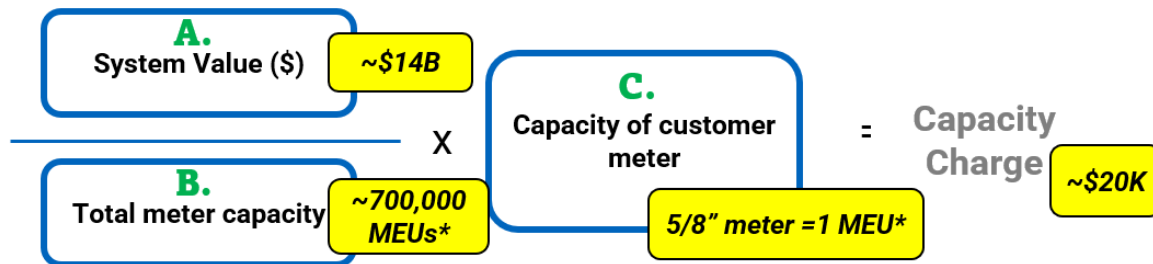 A.
System Value ($)
~$14B
B.
Total meter capacity
~700,000
MEUs*
X
C.
Capacity of customer
meter
5/8” meter =1 MEU*
=
Capacity
Charge
~$20K